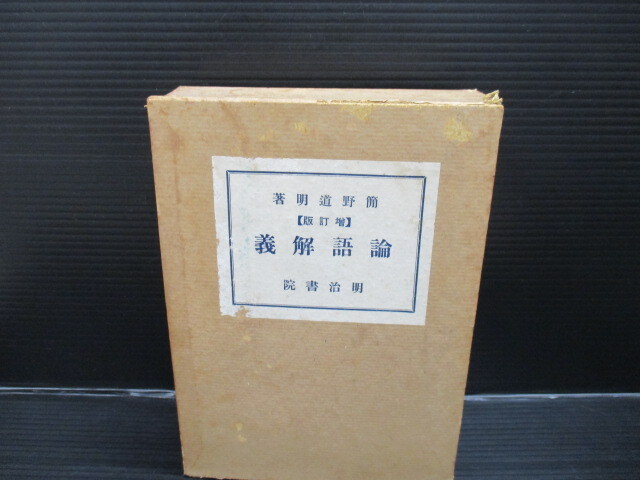 簡野道明著
【増訂版】
論語解義
明治書院